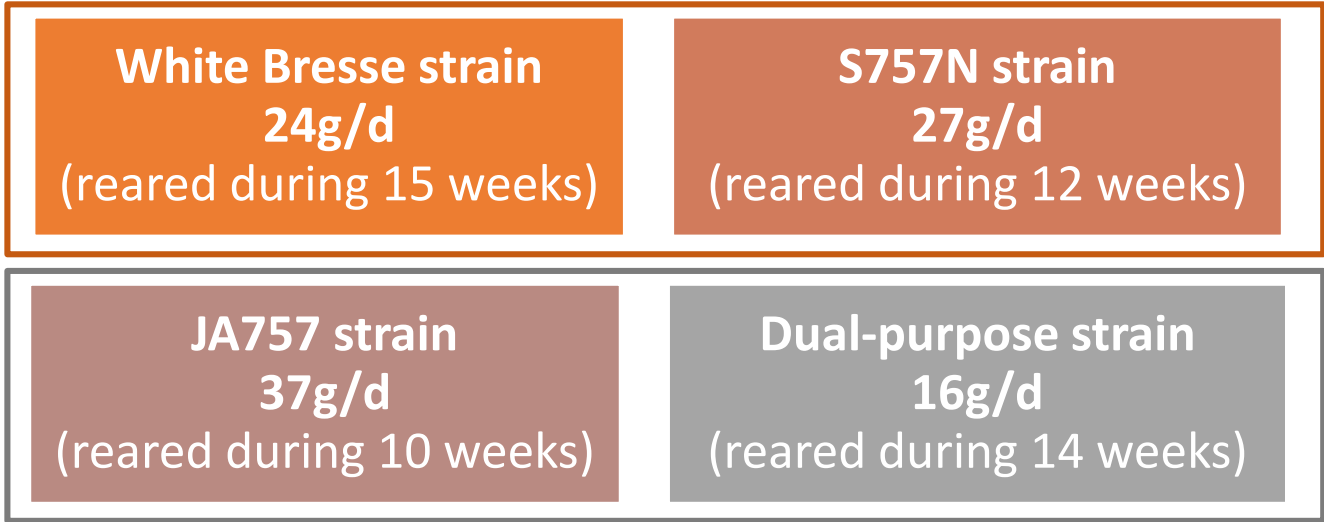 White Bresse strain
24g/d
(reared during 15 weeks)
S757N strain
27g/d
(reared during 12 weeks)
JA757 strain
37g/d
(reared during 10 weeks)
Dual-purpose strain
16g/d
(reared during 14 weeks)